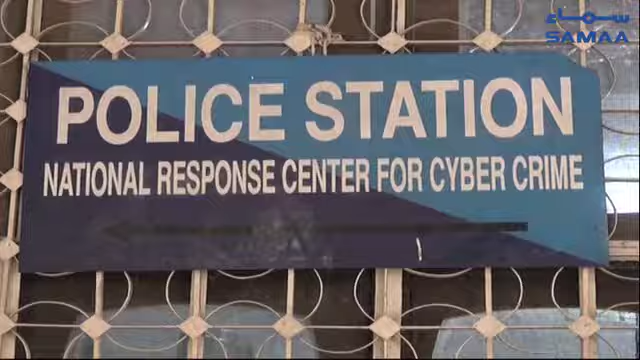 سماء
SAMAA
POLICE STATION
NATIONAL RESPONSE CENTER FOR CYBER CRIME